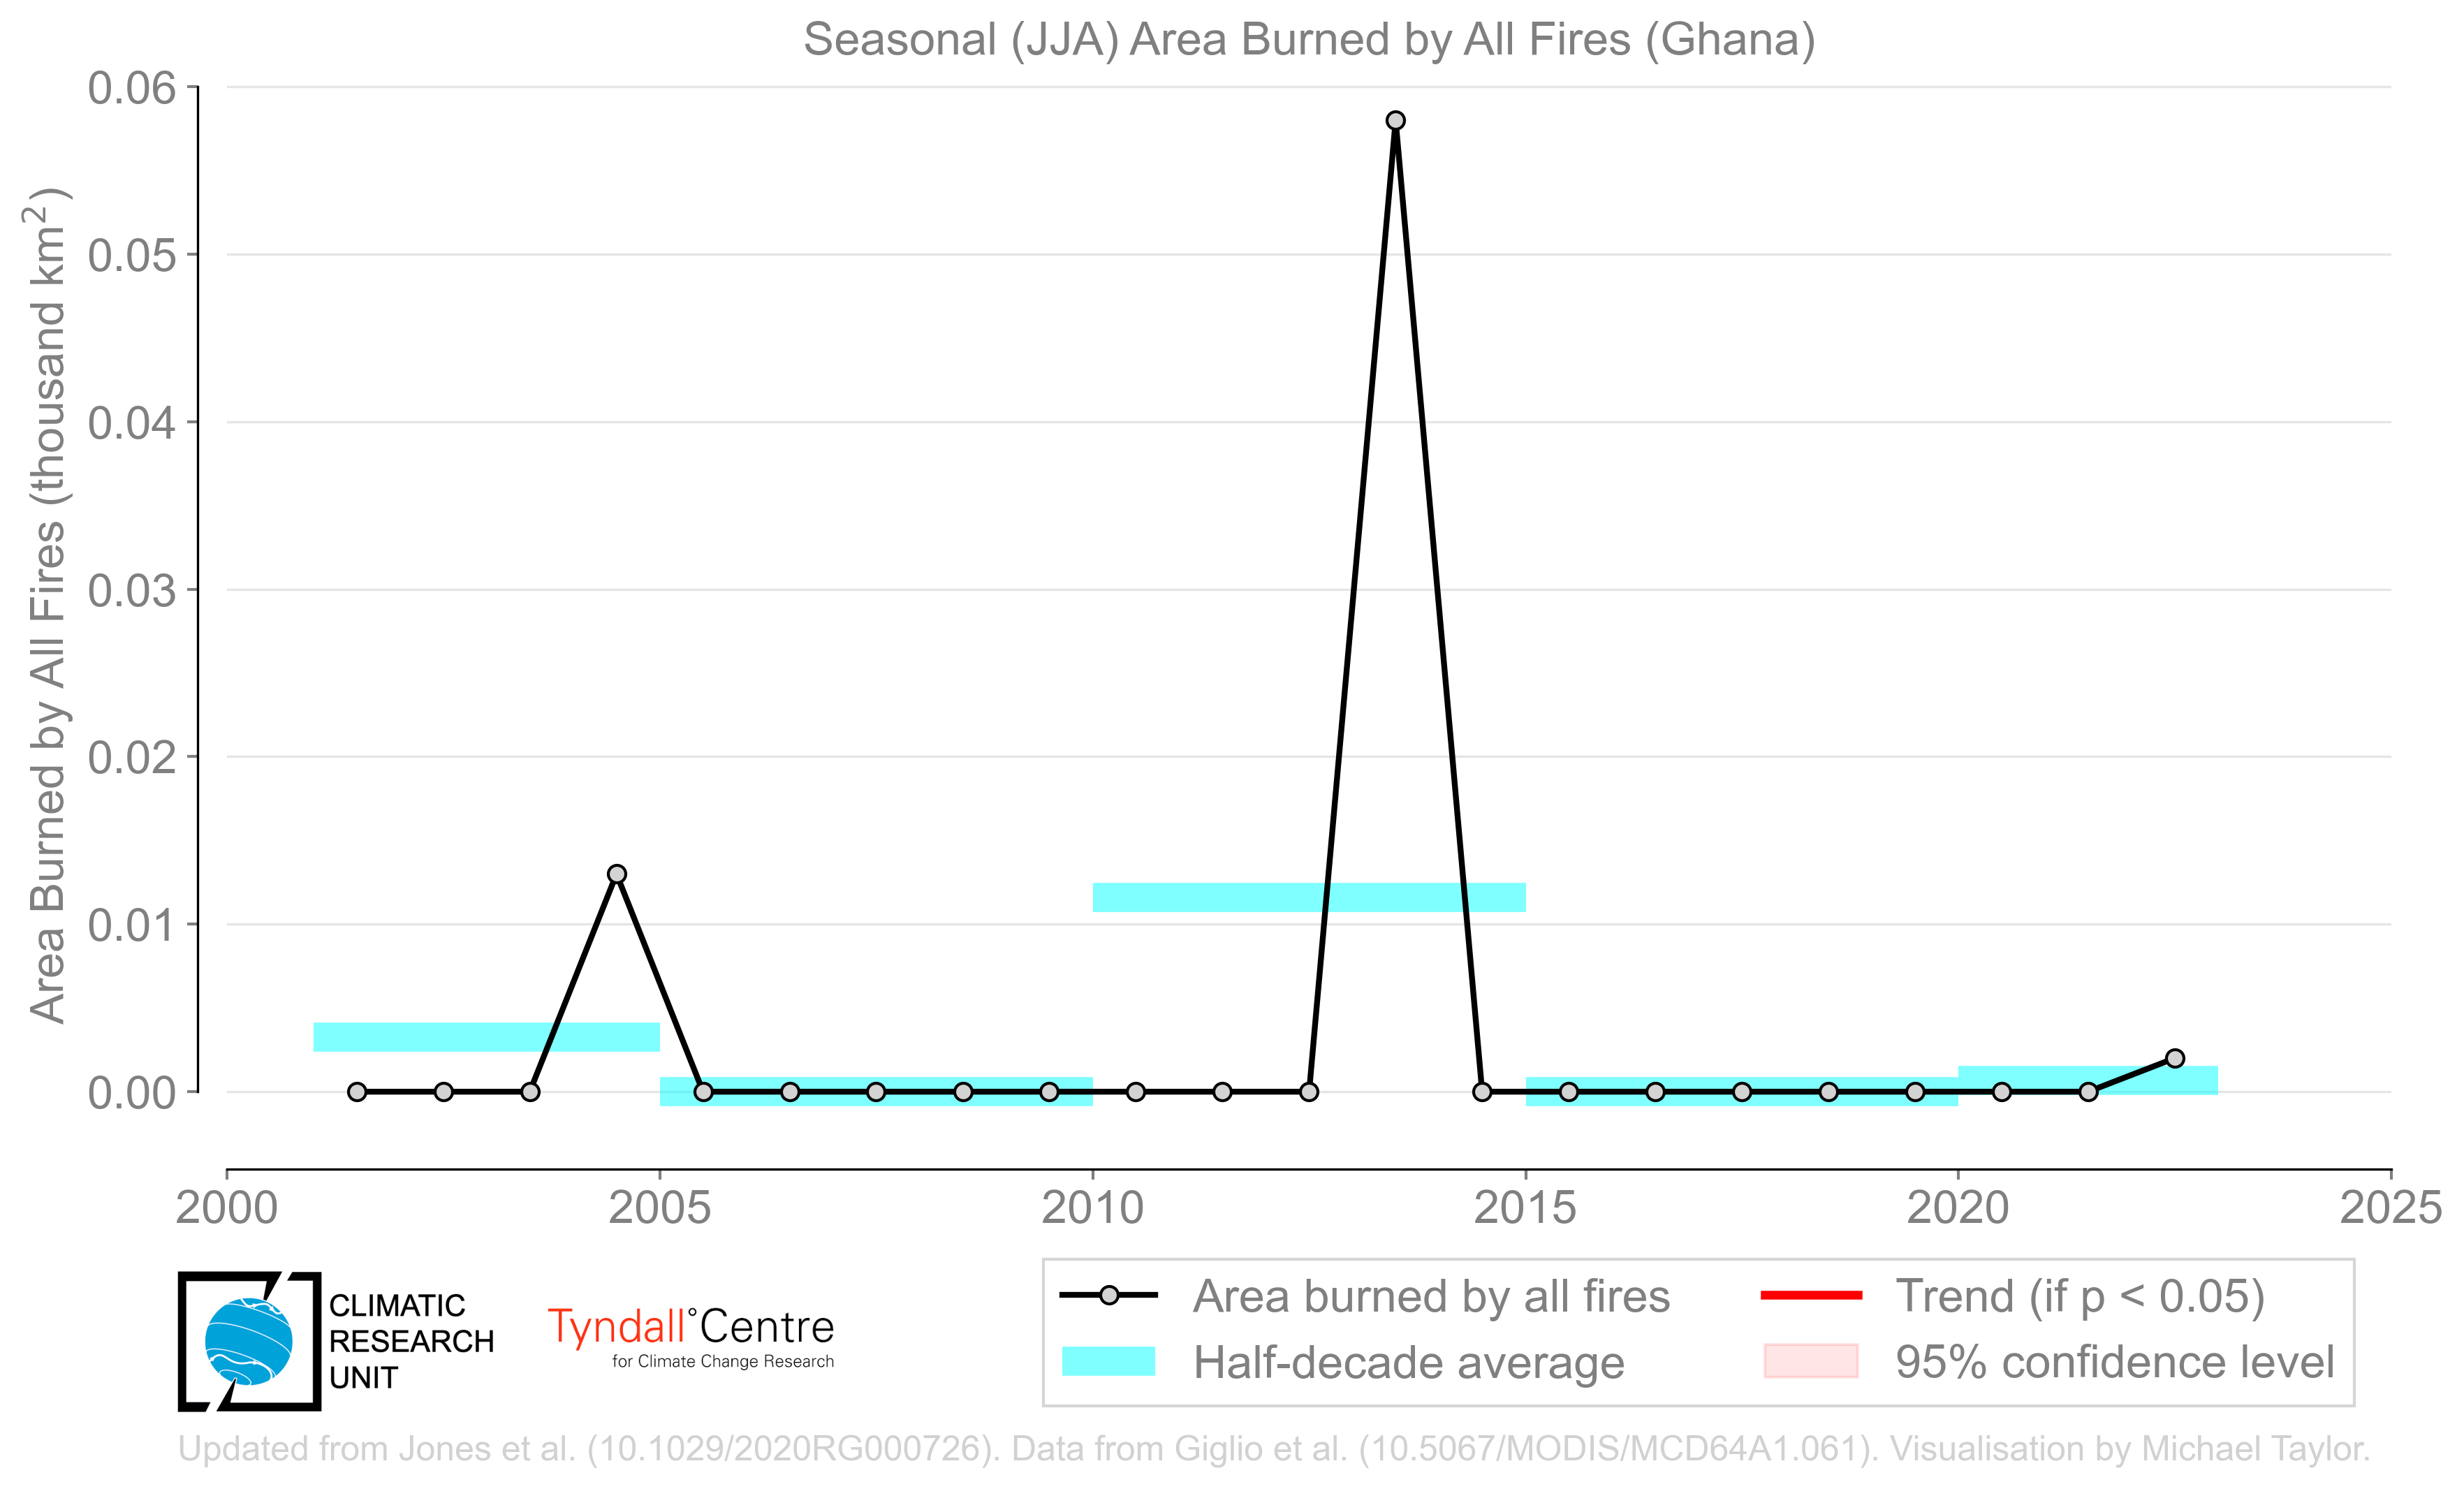 Seasonal (JJA) Area Burned by All Fires (Ghana)
Area Burned by All Fires (thousand km²)
0.06
0.05
0.04
0.03
0.02
0.01
0.00
2000
2005
2010
2015
2020
2025
CLIMATIC
RESEARCH
UNIT
Tyndall°Centre
for Climate Change Research
Area burned by all fires
Half-decade average
Trend (if p < 0.05)
95% confidence level
Updated from Jones et al. (10.1029/2020RG000726). Data from Giglio et al. (10.5067/MODIS/MCD64A1.061). Visualisation by Michael Taylor.